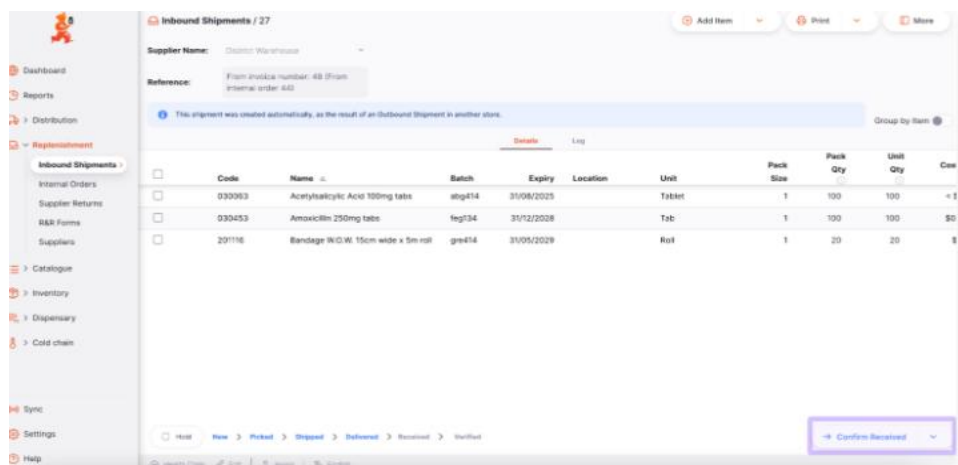 Inbound Shipments / 27
Add Item
Print
More
Supplier Name: District Warehouse
Reference: From invoice number: 48 (From
internal order 44)
This shipment was created automatically, as the result of an Outbound Shipment in another store.
Group by Item
Details Log
Code Name Batch Expiry Location Unit Pack Size Pack Qty Unit Qty
030063 Acetylsalicylic Acid 100mg tabs abg414 31/08/2025 Tablet 1 100 100
030453 Amoxicillin 250mg tabs feg134 31/12/2028 Tab 1 100 100 $0
201116 Bandage W.O.W. 15cm wide x 5m roll gre414 31/05/2029 Roll 1 20 20 $
Dashboard
Reports
> Distribution
Replenishment
Inbound Shipments >
Internal Orders
Supplier Returns
R&R Forms
Suppliers
> Catalogue
> Inventory
> Dispensary
> Cold chain
Sync
Settings
Help
Hold New > Picked > Shipped > Delivered > Received > Verified
Confirm Received